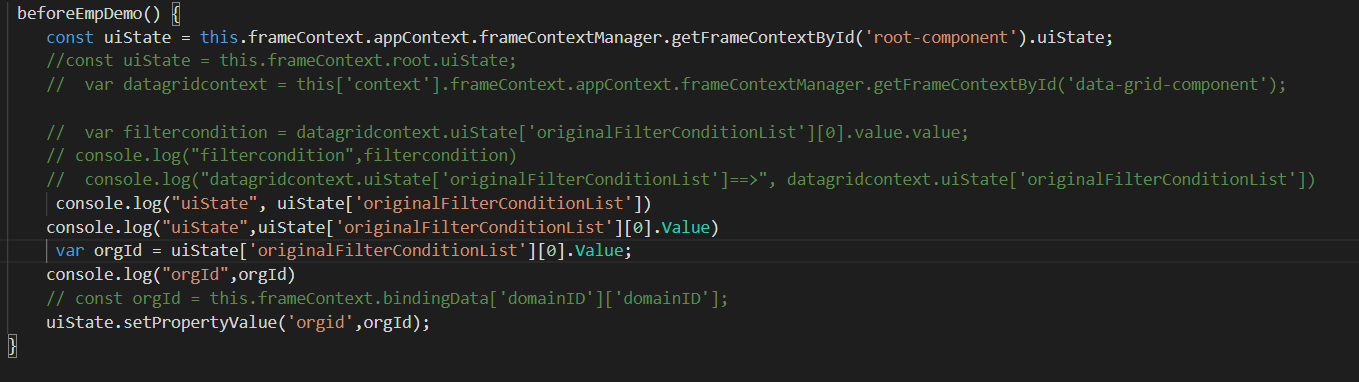 beforeEmpDemo() {
const uiState = this.frameContext.appContext.frameContextManager.getFrameContextById('root-component').uiState;
//const uiState = this.frameContext.root.uiState;
//  var datagridcontext = this['context'].frameContext.appContext.frameContextManager.getFrameContextById('data-grid-component');
//  var filtercondition = datagridcontext.uiState['originalFilterConditionList'][0].value.value;
// console.log("filtercondition",filtercondition)
//  console.log("datagridcontext.uiState['originalFilterConditionList']==>", datagridcontext.uiState['originalFilterConditionList'])
console.log("uiState", uiState['originalFilterConditionList'])
console.log("uiState",uiState['originalFilterConditionList'][0].Value)
var orgId = uiState['originalFilterConditionList'][0].Value;
console.log("orgId",orgId)
// const orgId = this.frameContext.bindingData['domainID']['domainID'];
uiState.setPropertyValue('orgid',orgId);
}